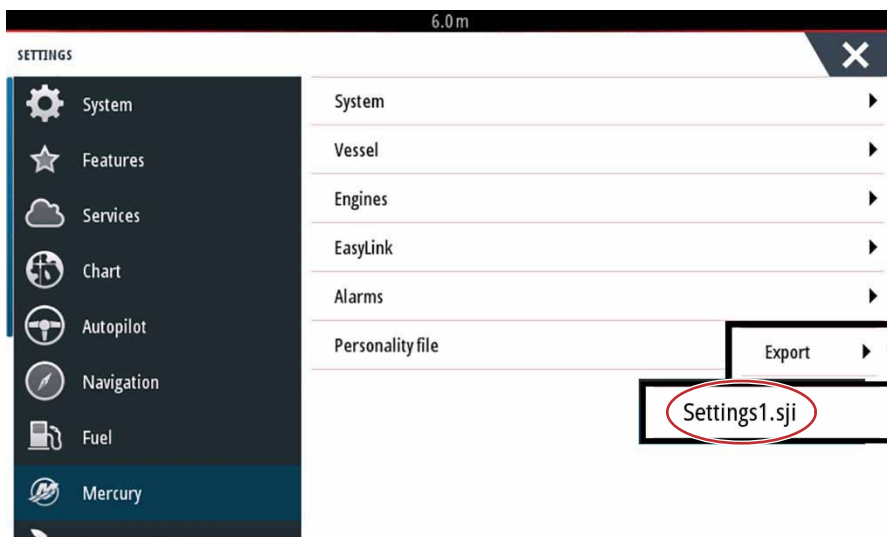 6.0 m
SETTINGS
System
Features
Services
Chart
Autopilot
Navigation
Fuel
Mercury
System
Vessel
Engines
EasyLink
Alarms
Personality file
Export
Settings1.sji